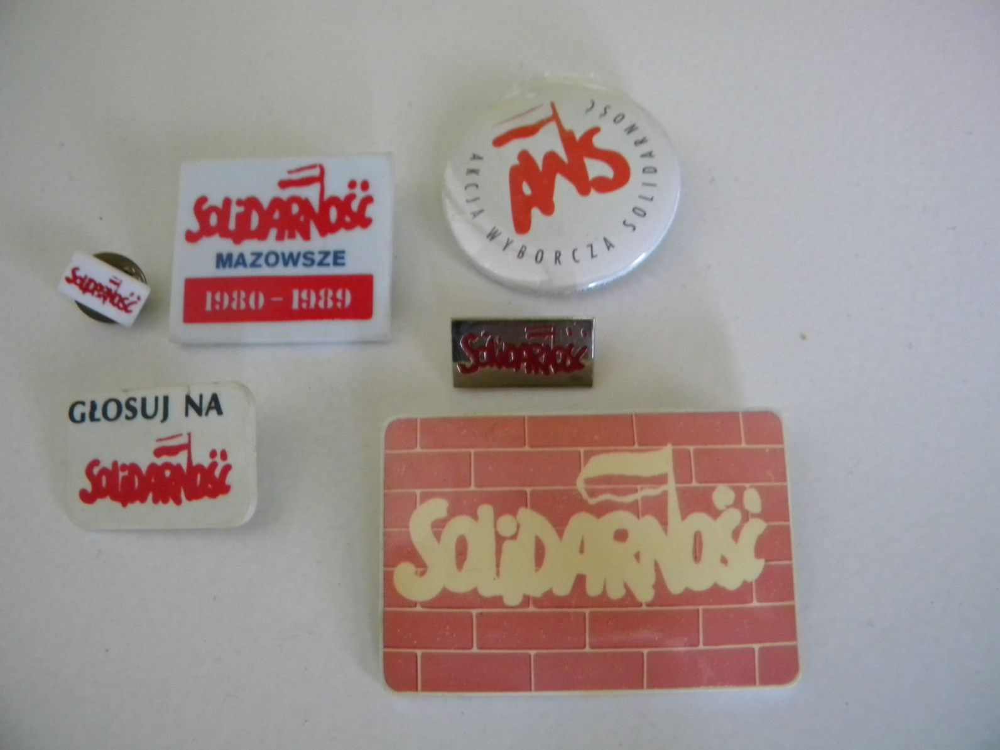 SOLiDARNOŚĆ
SOLiDARNOŚĆ
MAZOWSZE
1980 - 1989
AWS
AKCJA WYBORCZA SOLIDARNOŚĆ
SOLiDARNOŚĆ
GŁOSUJ NA
SOLiDARNOŚĆ
SOLiDARNOŚĆ